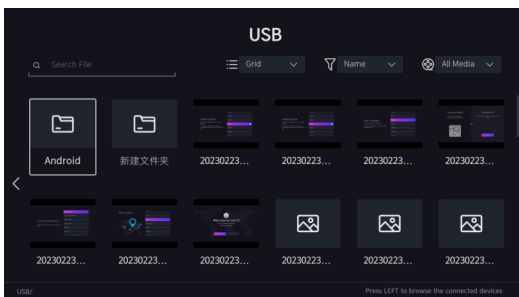 USB
Search File
Grid
Name
All Media
Android
新建文件夹
20230223...
20230223...
20230223...
20230223...
20230223...
20230223...
20230223...
20230223...
20230223...
20230223...
USB/
Press LEFT to browse the connected devices